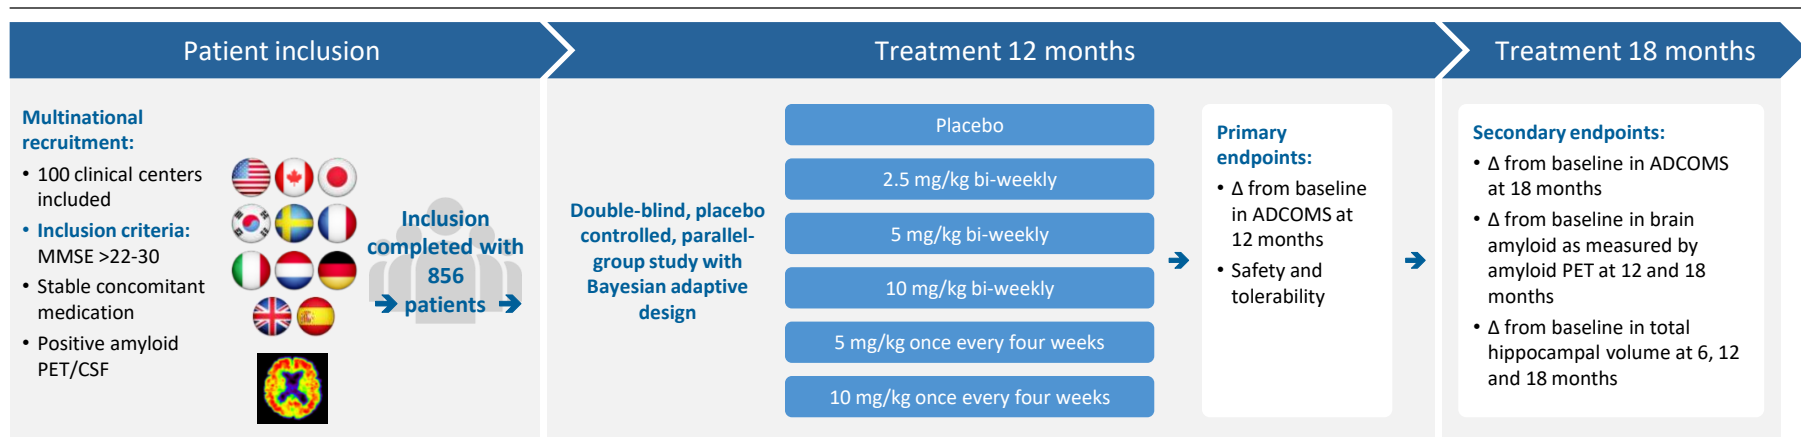 Patient inclusion
Treatment 12 months
Treatment 18 months
Multinational
recruitment:
• 100 clinical centers
included
• Inclusion criteria:
MMSE >22-30
• Stable concomitant
medication
• Positive amyloid
PET/CSF
Inclusion
completed with
856
patients
Double-blind, placebo
controlled, parallel-
group study with
Bayesian adaptive
design
Placebo
2.5 mg/kg bi-weekly
5 mg/kg bi-weekly
10 mg/kg bi-weekly
5 mg/kg once every four weeks
10 mg/kg once every four weeks
Primary
endpoints:
• Δ from baseline
in ADCOMS at
12 months
• Safety and
tolerability
Secondary endpoints:
• Δ from baseline in ADCOMS
at 18 months
• Δ from baseline in brain
amyloid as measured by
amyloid PET at 12 and 18
months
• Δ from baseline in total
hippocampal volume at 6, 12
and 18 months